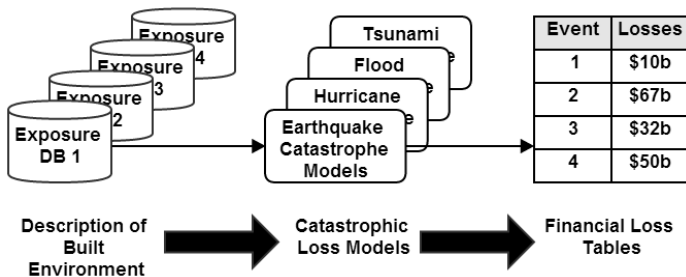 Exposure
4
Exposure
3
Exposure
2
Exposure
DB 1
Tsunami
Flood
Hurricane
Earthquake
Catastrophe
Models
Event Losses
1 $10b
2 $67b
3 $32b
4 $50b
Description of
Built
Environment
Catastrophic
Loss Models
Financial Loss
Tables